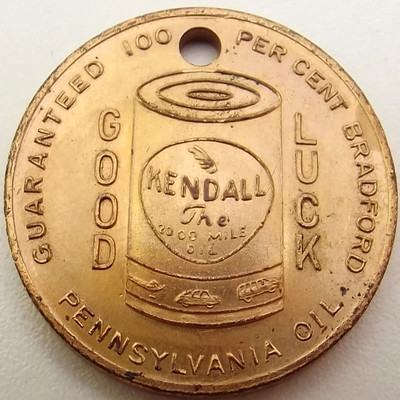 GUARANTEED 100 PER CENT BRADFORD
PENNSYLVANIA OIL
GOOD
LUCK
KENDALL
The
2000 MILE
OIL